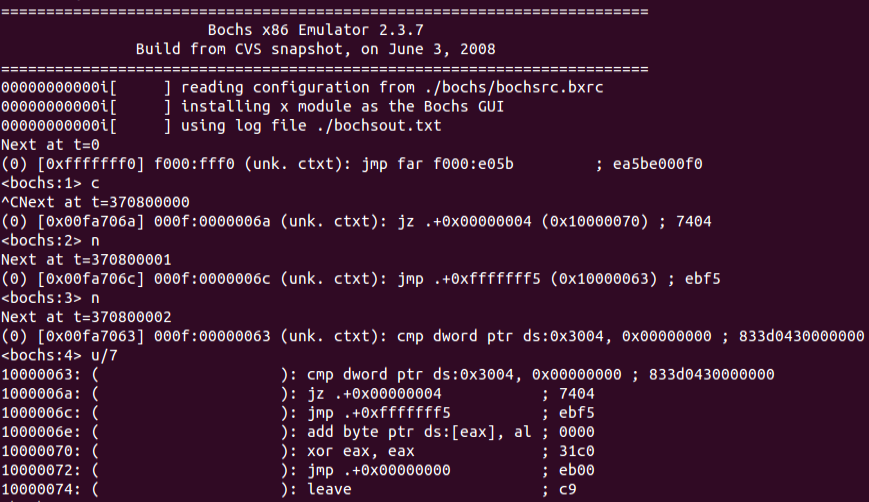 ========================================================================
Bochs x86 Emulator 2.3.7
Build from CVS snapshot, on June 3, 2008
========================================================================
00000000000i[     ] reading configuration from ./bochs/bochsrc.bxrc
00000000000i[     ] installing x module as the Bochs GUI
00000000000i[     ] using log file ./bochsout.txt
Next at t=0
(0) [0xfffffff0] f000:fff0 (unk. ctxt): jmp far f000:e05b         ; ea5be000f0
<bochs:1> c
^CNext at t=370800000
(0) [0x00fa706a] 000f:0000006a (unk. ctxt): jz .+0x00000004 (0x10000070) ; 7404
<bochs:2> n
Next at t=370800001
(0) [0x00fa706c] 000f:0000006c (unk. ctxt): jmp .+0xfffffff5 (0x10000063) ; ebf5
<bochs:3> n
Next at t=370800002
(0) [0x00fa7063] 000f:00000063 (unk. ctxt): cmp dword ptr ds:0x3004, 0x00000000 ; 833d0430000000
<bochs:4> u/7
10000063: (                    ): cmp dword ptr ds:0x3004, 0x00000000 ; 833d0430000000
1000006a: (                    ): jz .+0x00000004           ; 7404
1000006c: (                    ): jmp .+0xfffffff5          ; ebf5
1000006e: (                    ): add byte ptr ds:[eax], al ; 0000
10000070: (                    ): xor eax, eax              ; 31c0
10000072: (                    ): jmp .+0x00000000          ; eb00
10000074: (                    ): leave                     ; c9